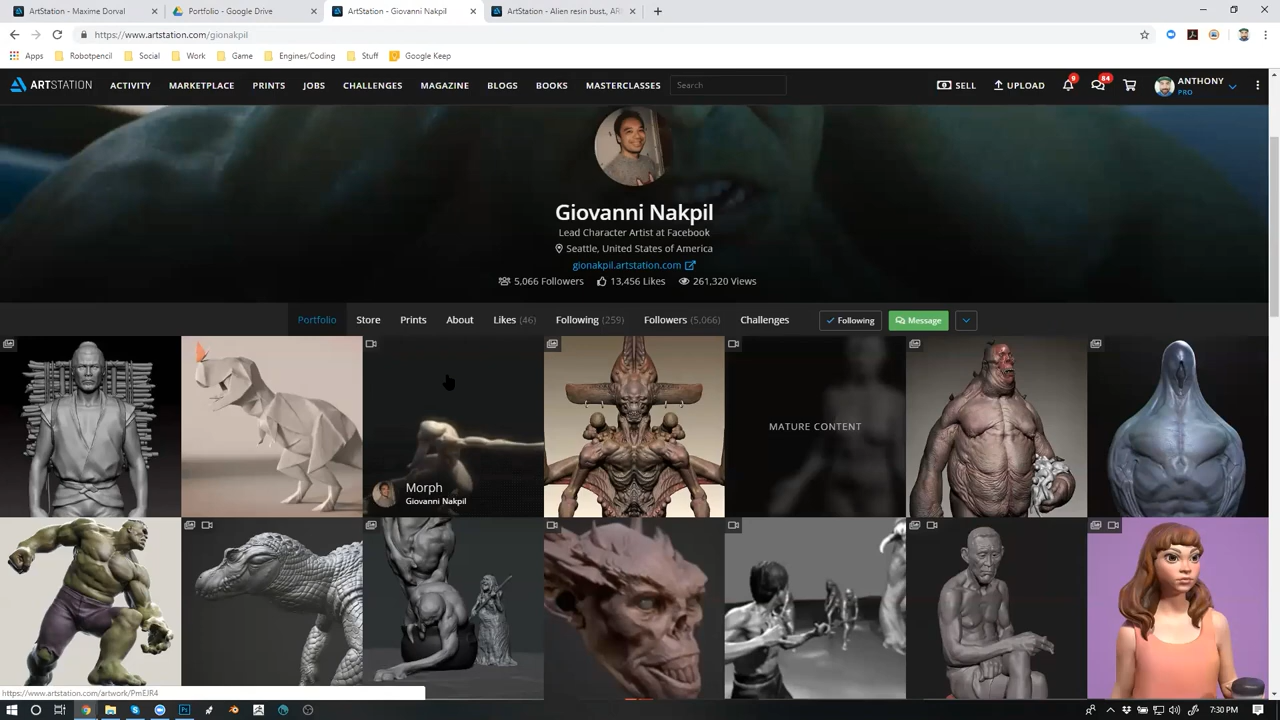 ArtStation - Maxime Dorval
Portfolio - Google Drive
ArtStation - Giovanni Nakpil
ArtStation - Alien resin bust, AR
https://www.artstation.com/gionakpil
Apps Robotpencil Social Work Game Engines/Coding Stuff Google Keep
ARTSTATION ACTIVITY MARKETPLACE PRINTS JOBS CHALLENGES MAGAZINE BLOGS BOOKS MASTERCLASSES Search SELL UPLOAD 9 84 ANTHONY
PRO
Giovanni Nakpil
Lead Character Artist at Facebook
Seattle, United States of America
gionakpil.artstation.com
5,066 Followers 13,456 Likes 261,320 Views
Portfolio Store Prints About Likes (46) Following (259) Followers (5,066) Challenges Following Message
MATURE CONTENT
Morph
Giovanni Nakpil
https://www.artstation.com/artwork/PmEJR4
7:30 PM